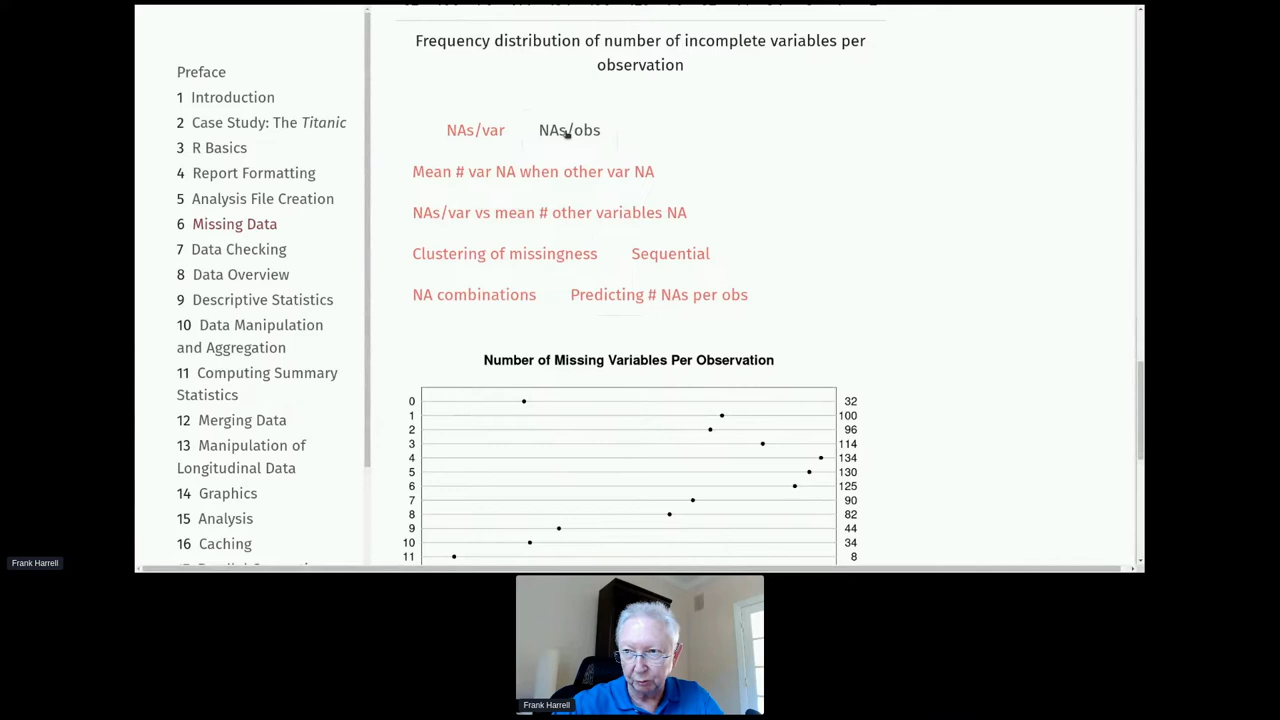 Frequency distribution of number of incomplete variables per
observation
Preface
1 Introduction
2 Case Study: The Titanic
3 R Basics
4 Report Formatting
5 Analysis File Creation
6 Missing Data
7 Data Checking
8 Data Overview
9 Descriptive Statistics
10 Data Manipulation
and Aggregation
11 Computing Summary
Statistics
12 Merging Data
13 Manipulation of
Longitudinal Data
14 Graphics
15 Analysis
16 Caching
NAs/var NAs/obs
Mean # var NA when other var NA
NAs/var vs mean # other variables NA
Clustering of missingness Sequential
NA combinations Predicting # NAs per obs
Number of Missing Variables Per Observation
0 32
1 100
2 96
3 114
4 134
5 130
6 125
7 90
8 82
9 44
10 34
11 8
Frank Harrell
Frank Harrell